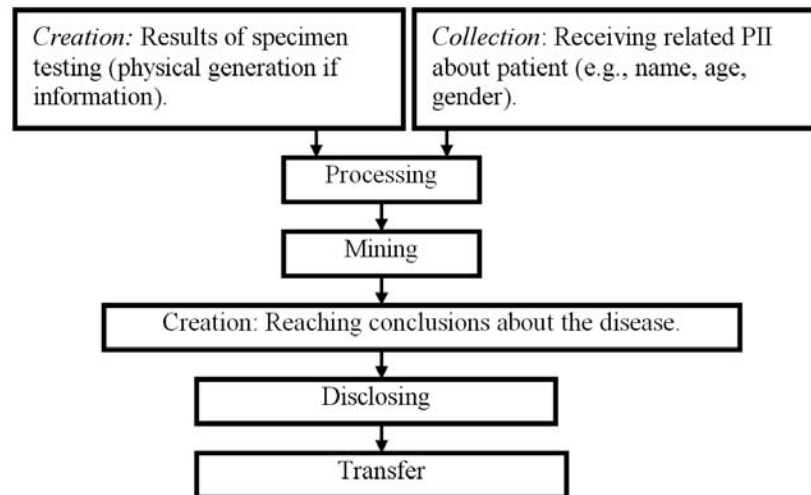 Creation: Results of specimen
testing (physical generation if
information).
Collection: Receiving related PII
about patient (e.g., name, age,
gender).
Processing
Mining
Creation: Reaching conclusions about the disease.
Disclosing
Transfer